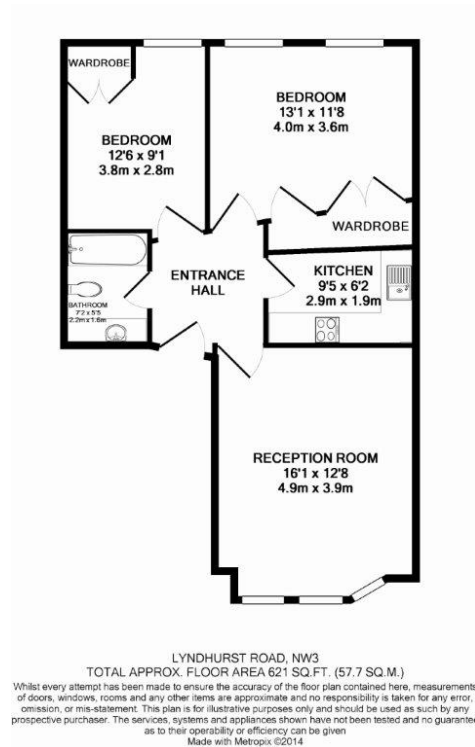 WARDROBE
BEDROOM
12'6 x 9'1
3.8m x 2.8m
BEDROOM
13'1 x 11'8
4.0m x 3.6m
WARDROBE
ENTRANCE
HALL
KITCHEN
9'5 x 6'2
2.9m x 1.9m
BATHROOM
7'2 x 5'5
2.2m x 1.6m
RECEPTION ROOM
16'1 x 12'8
4.9m x 3.9m
LYNDHURST ROAD, NW3
TOTAL APPROX. FLOOR AREA 621 SQ.FT. (57.7 SQ.M.)
Whilst every attempt has been made to ensure the accuracy of the floor plan contained here, measurements
of doors, windows, rooms and any other items are approximate and no responsibility is taken for any error,
omission, or mis-statement. This plan is for illustrative purposes only and should be used as such by any
prospective purchaser. The services, systems and appliances shown have not been tested and no guarantee
as to their operability or efficiency can be given
Made with Metropix ©2014